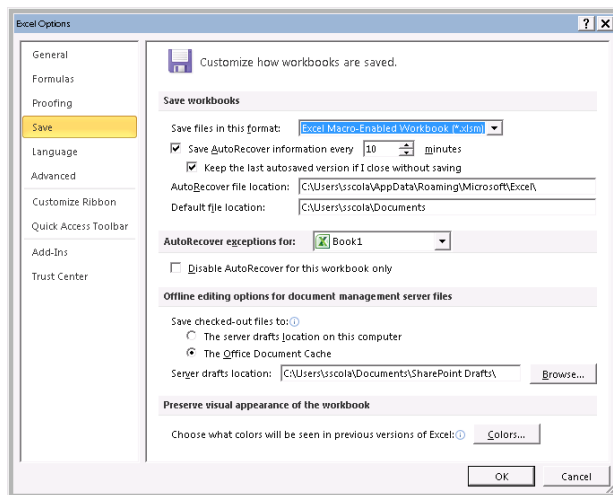 Excel Options
General
Formulas
Proofing
Save
Language
Advanced
Customize Ribbon
Quick Access Toolbar
Add-Ins
Trust Center
Customize how workbooks are saved.
Save workbooks
Save files in this format: Excel Macro-Enabled Workbook (*.xlsm)
Save AutoRecover information every 10 minutes
Keep the last autosaved version if I close without saving
AutoRecover file location: C:\Users\sscola\AppData\Roaming\Microsoft\Excel\
Default file location: C:\Users\sscola\Documents
AutoRecover exceptions for: Book1
Disable AutoRecover for this workbook only
Offline editing options for document management server files
Save checked-out files to:
The server drafts location on this computer
The Office Document Cache
Server drafts location: C:\Users\sscola\Documents\SharePoint Drafts\ Browse...
Preserve visual appearance of the workbook
Choose what colors will be seen in previous versions of Excel: Colors...
OK Cancel